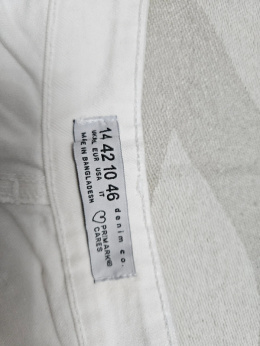 denim co.
14 42 10 46
UK/IRL EUR USA IT
MADE IN BANGLADESH
PRIMARK®
CARES